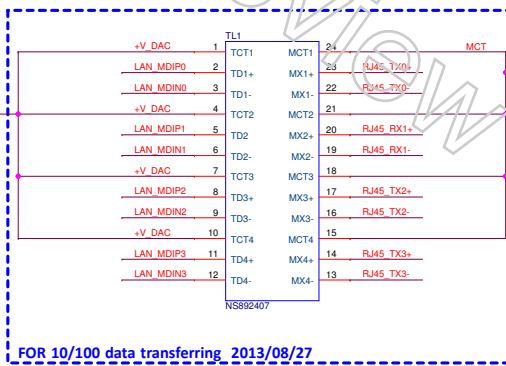 TL1
+V_DAC 1 TCT1 MCT1 24 MCT
LAN_MDIP0 2 TD1+ MX1+ 23 RJ45_TX0+
LAN_MDIN0 3 TD1- MX1- 22 RJ45_TX0-
+V_DAC 4 TCT2 MCT2 21
LAN_MDIP1 5 TD2 MX2+ 20 RJ45_RX1+
LAN_MDIN1 6 TD2- MX2- 19 RJ45_RX1-
+V_DAC 7 TCT3 MCT3 18
LAN_MDIP2 8 TD3+ MX3+ 17 RJ45_TX2+
LAN_MDIN2 9 TD3- MX3- 16 RJ45_TX2-
+V_DAC 10 TCT4 MCT4 15
LAN_MDIP3 11 TD4+ MX4+ 14 RJ45_TX3+
LAN_MDIN3 12 TD4- MX4- 13 RJ45_TX3-
NS892407
FOR 10/100 data transferring 2013/08/27